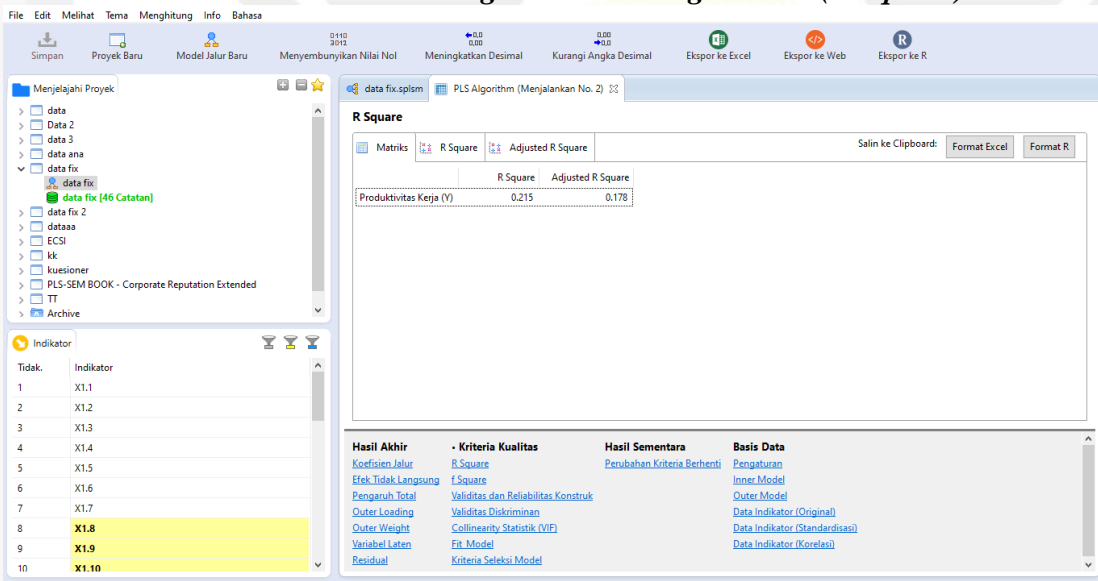 File Edit Melihat Tema Menghitung Info Bahasa
Simpan Proyek Baru Model Jalur Baru Menyembunyikan Nilai Nol Meningkatkan Desimal Kurangi Angka Desimal Ekspor ke Excel Ekspor ke Web Ekspor ke R
Menjelajahi Proyek
data
Data 2
data 3
data ana
data fix
data fix
data fix [46 Catatan]
data fix 2
dataaa
ECSI
kk
kuesioner
PLS-SEM BOOK - Corporate Reputation Extended
TT
Archive
Indikator
Tidak. Indikator
1 X1.1
2 X1.2
3 X1.3
4 X1.4
5 X1.5
6 X1.6
7 X1.7
8 X1.8
9 X1.9
10 X1.10
data fix.splsm PLS Algorithm (Menjalankan No. 2)
R Square
Matriks R Square Adjusted R Square Salin ke Clipboard: Format Excel Format R
R Square Adjusted R Square
Produktivitas Kerja (Y) 0.215 0.178
Hasil Akhir
Koefisien Jalur
Efek Tidak Langsung
Pengaruh Total
Outer Loading
Outer Weight
Variabel Laten
Residual
• Kriteria Kualitas
R Square
f Square
Validitas dan Reliabilitas Konstruk
Validitas Diskriminan
Collinearity Statistik (VIF)
Fit Model
Kriteria Seleksi Model
Hasil Sementara
Perubahan Kriteria Berhenti
Basis Data
Pengaturan
Inner Model
Outer Model
Data Indikator (Original)
Data Indikator (Standardisasi)
Data Indikator (Korelasi)